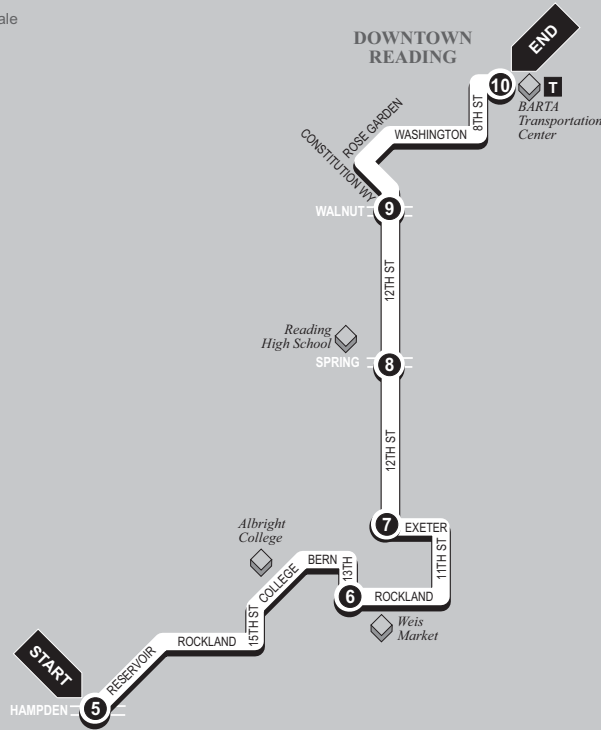 ale
DOWNTOWN
READING
END
10
T
BARTA
Transportation
Center
8TH ST
WASHINGTON
ROSE GARDEN
CONSTITUTION WY
WALNUT
9
12TH ST
Reading
High School
SPRING
8
12TH ST
7
EXETER
11TH ST
Albright
College
BERN
13TH
COLLEGE
6
ROCKLAND
Weis
Market
15TH ST
ROCKLAND
RESERVOIR
START
HAMPDEN
5